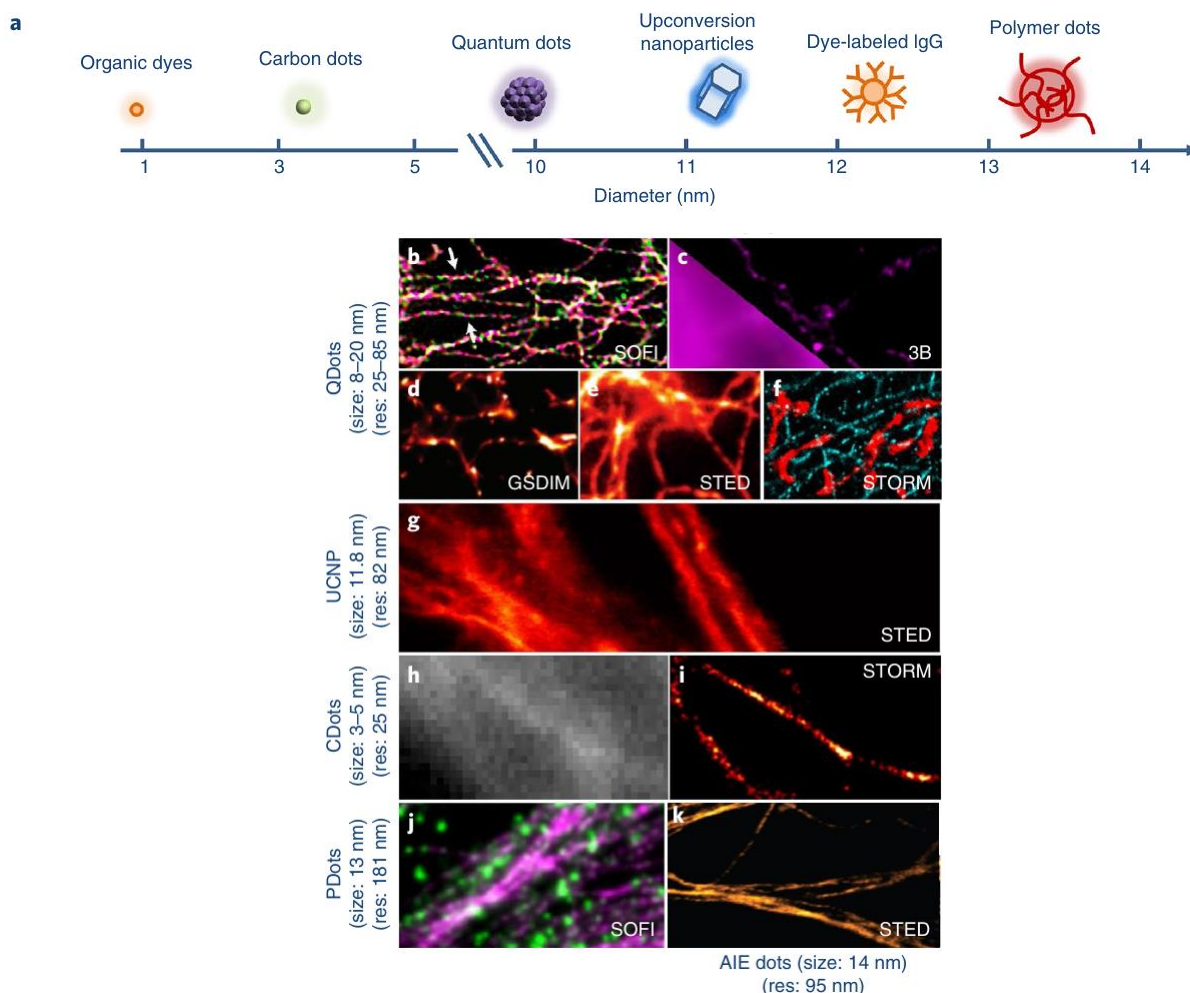 a
Organic dyes
Carbon dots
Quantum dots
Upconversion
nanoparticles
Dye-labeled IgG
Polymer dots
1
3
5
10
11
12
13
14
Diameter (nm)
QDots
(size: 8–20 nm)
(res: 25–85 nm)
b
SOFI
c
3B
d
GSDIM
e
STED
f
STORM
UCNP
(size: 11.8 nm)
(res: 82 nm)
g
STED
CDots
(size: 3–5 nm)
(res: 25 nm)
h
i
STORM
PDots
(size: 13 nm)
(res: 181 nm)
j
SOFI
k
STED
AIE dots (size: 14 nm)
(res: 95 nm)